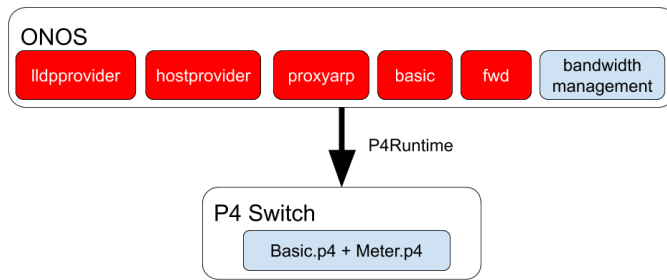 ONOS
lldpprovider
hostprovider
proxyarp
basic
fwd
bandwidth
management
P4Runtime
P4 Switch
Basic.p4 + Meter.p4